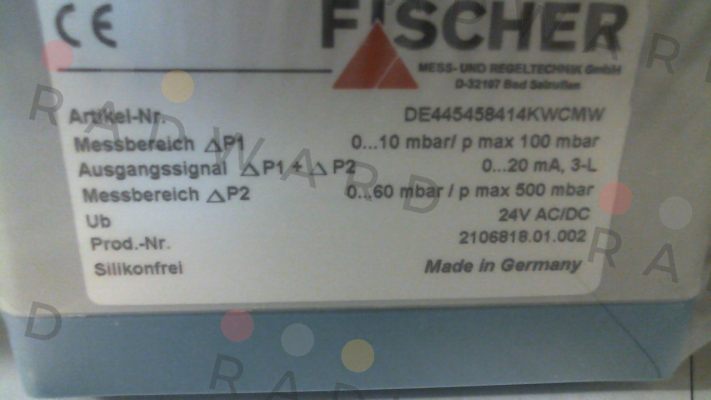 CE FISCHER
MESS- UND REGELTECHNIK GmbH
D-32107 Bad Salzuflen
Artikel-Nr. DE445458414KWCMW
Messbereich △P1 0...10 mbar/ p max 100 mbar
Ausgangssignal △P1 + △ P2 0...20 mA, 3-L
Messbereich △P2 0...60 mbar / p max 500 mbar
Ub 24V AC/DC
Prod.-Nr. 2106818.01.002
Silikonfrei Made in Germany
RADWARD